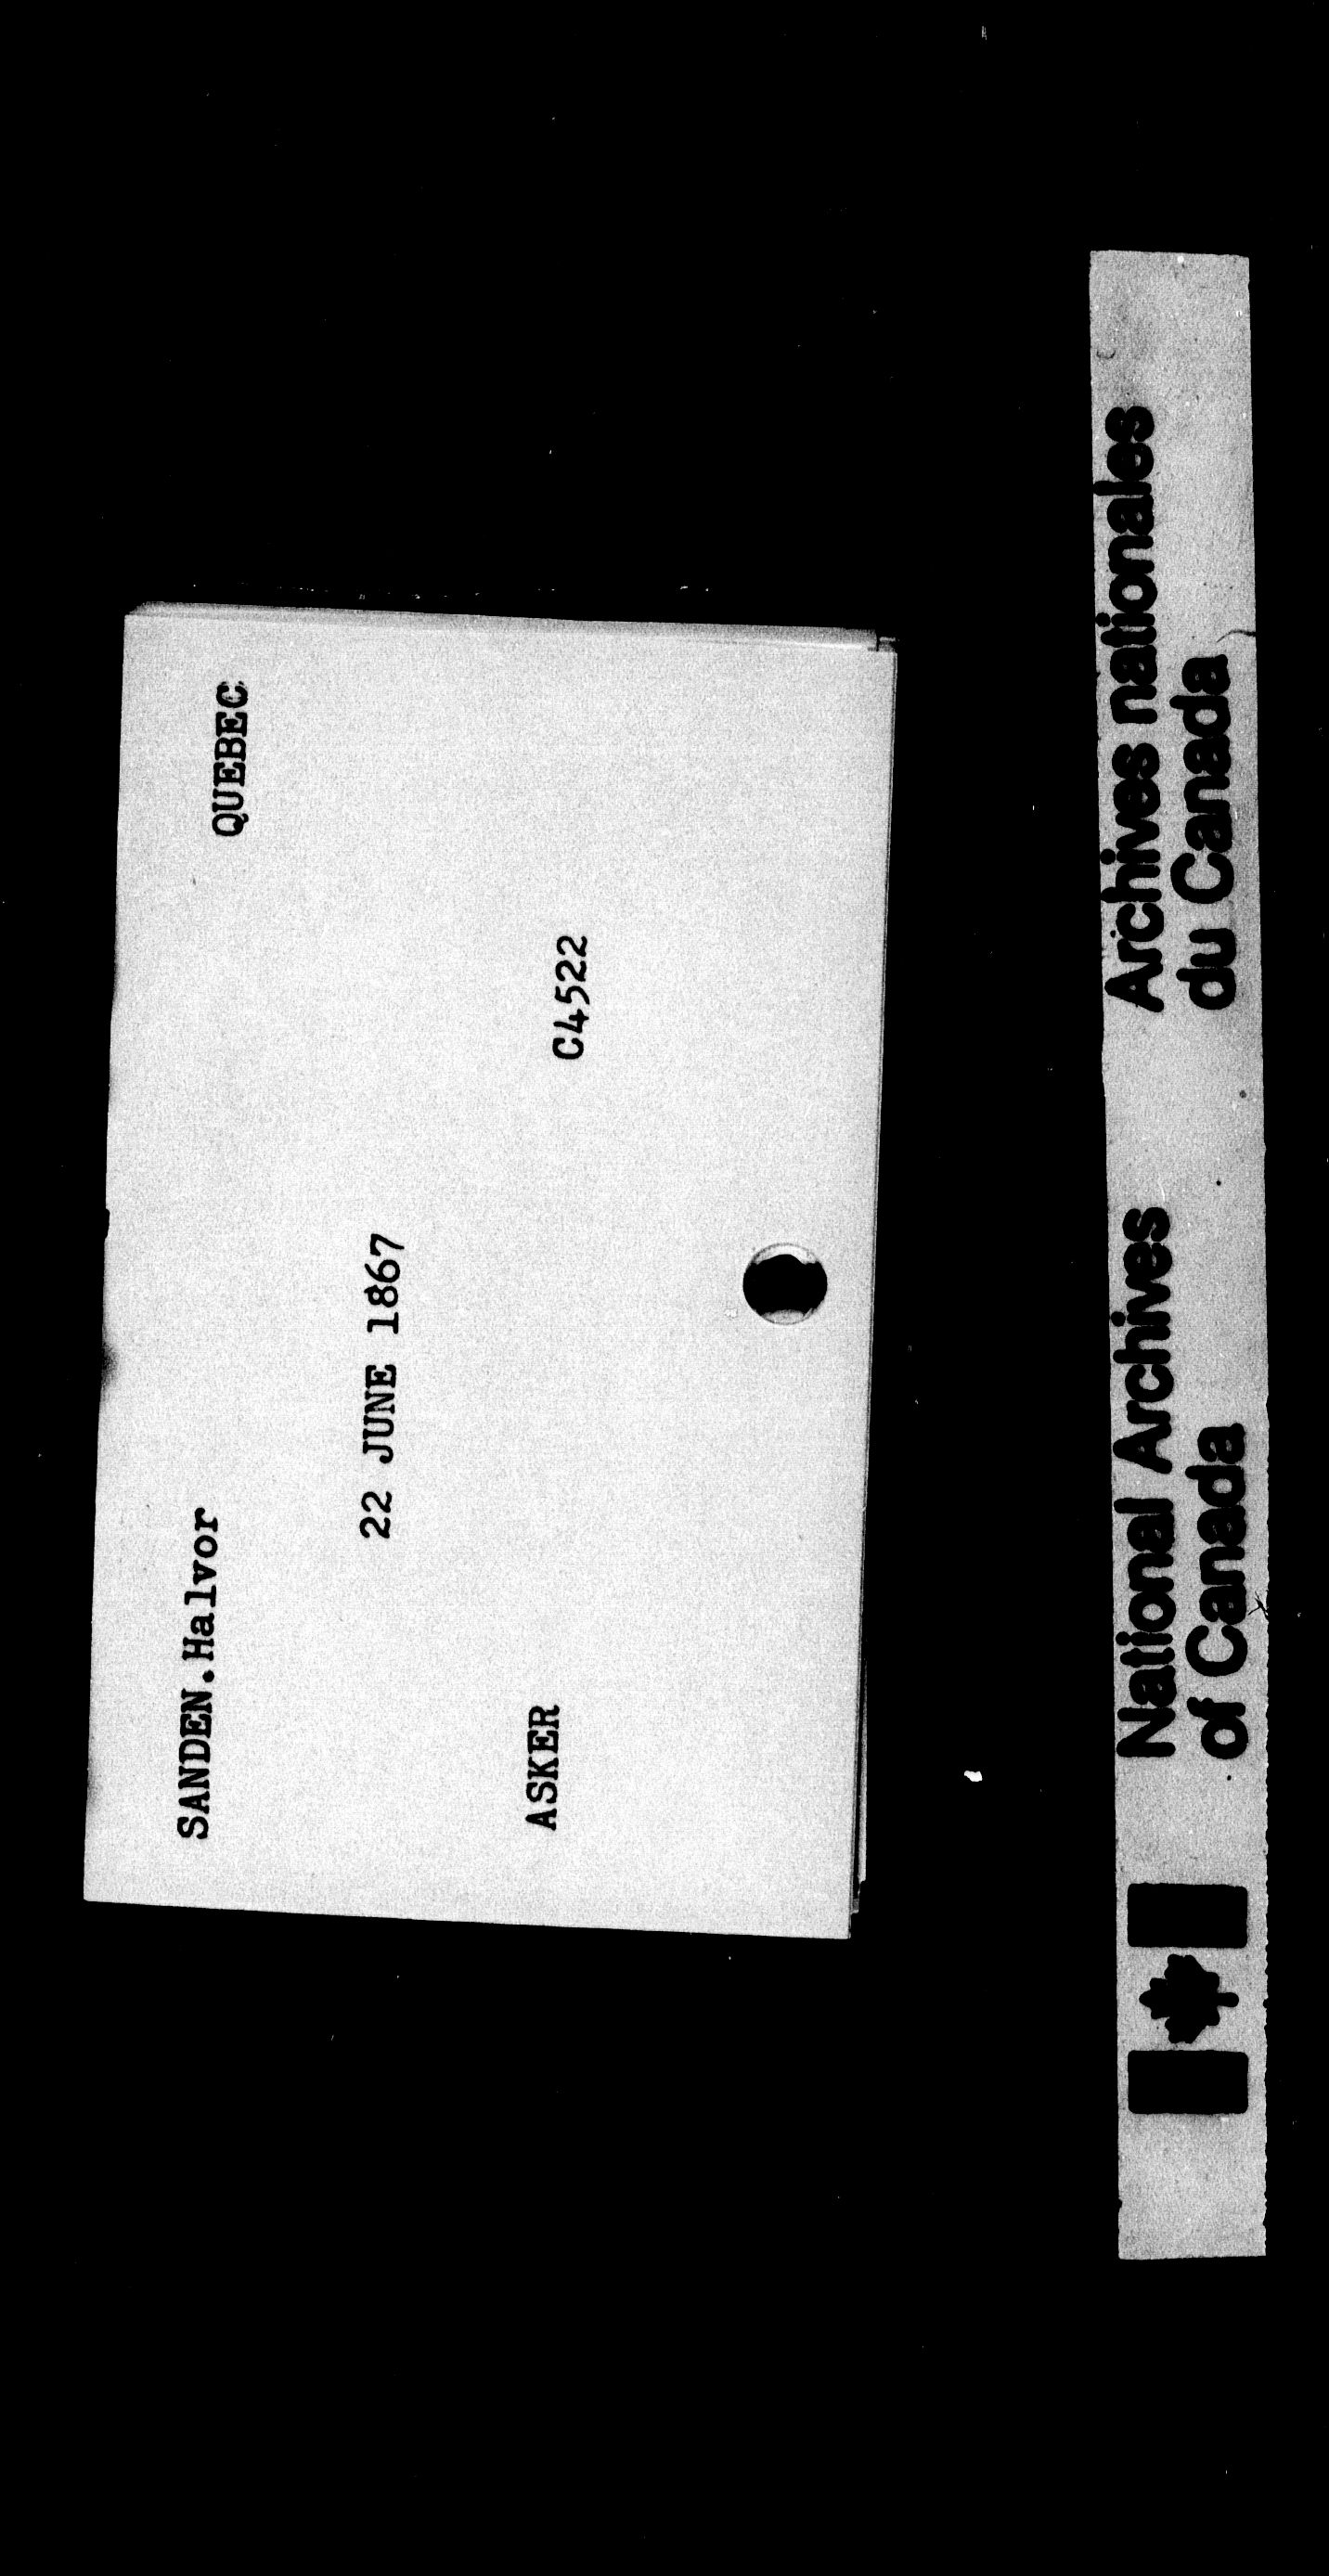 SANDEN.Halvor QUEBEC
22 JUNE 1867
ASKER C4522
National Archives
of Canada
Archives nationales
du Canada